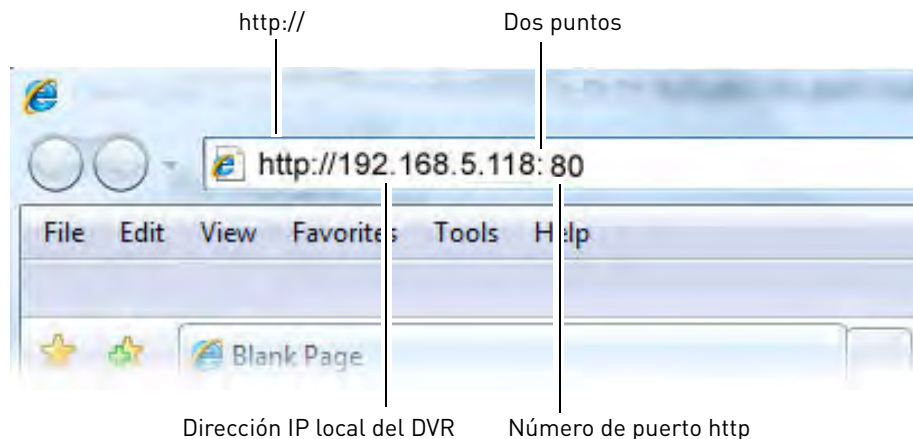 http:// Dos puntos
http://192.168.5.118: 80
File Edit View Favorites Tools Help
Blank Page
Dirección IP local del DVR Número de puerto http